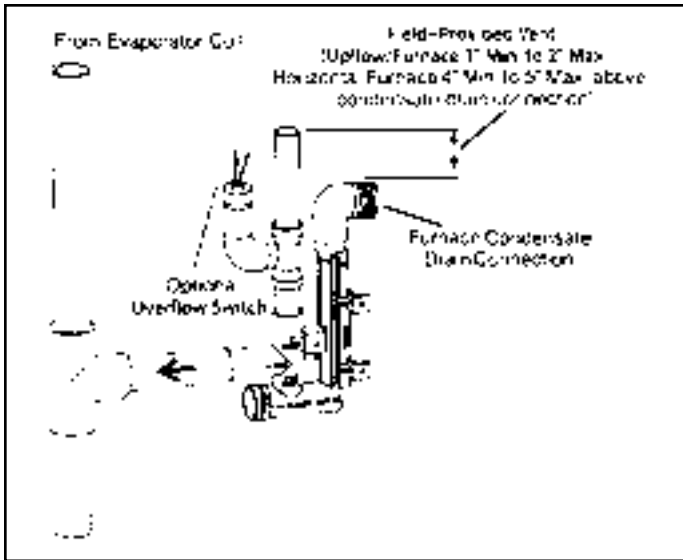 From Evaporator Coil
Field-Provided Vent
(Upflow Furnace 1" Min to 2" Max
Horizontal Furnace 4" Min to 5" Max above
condensate drain connection)
Furnace Condensate
Drain Connection
Optional
Overflow Switch